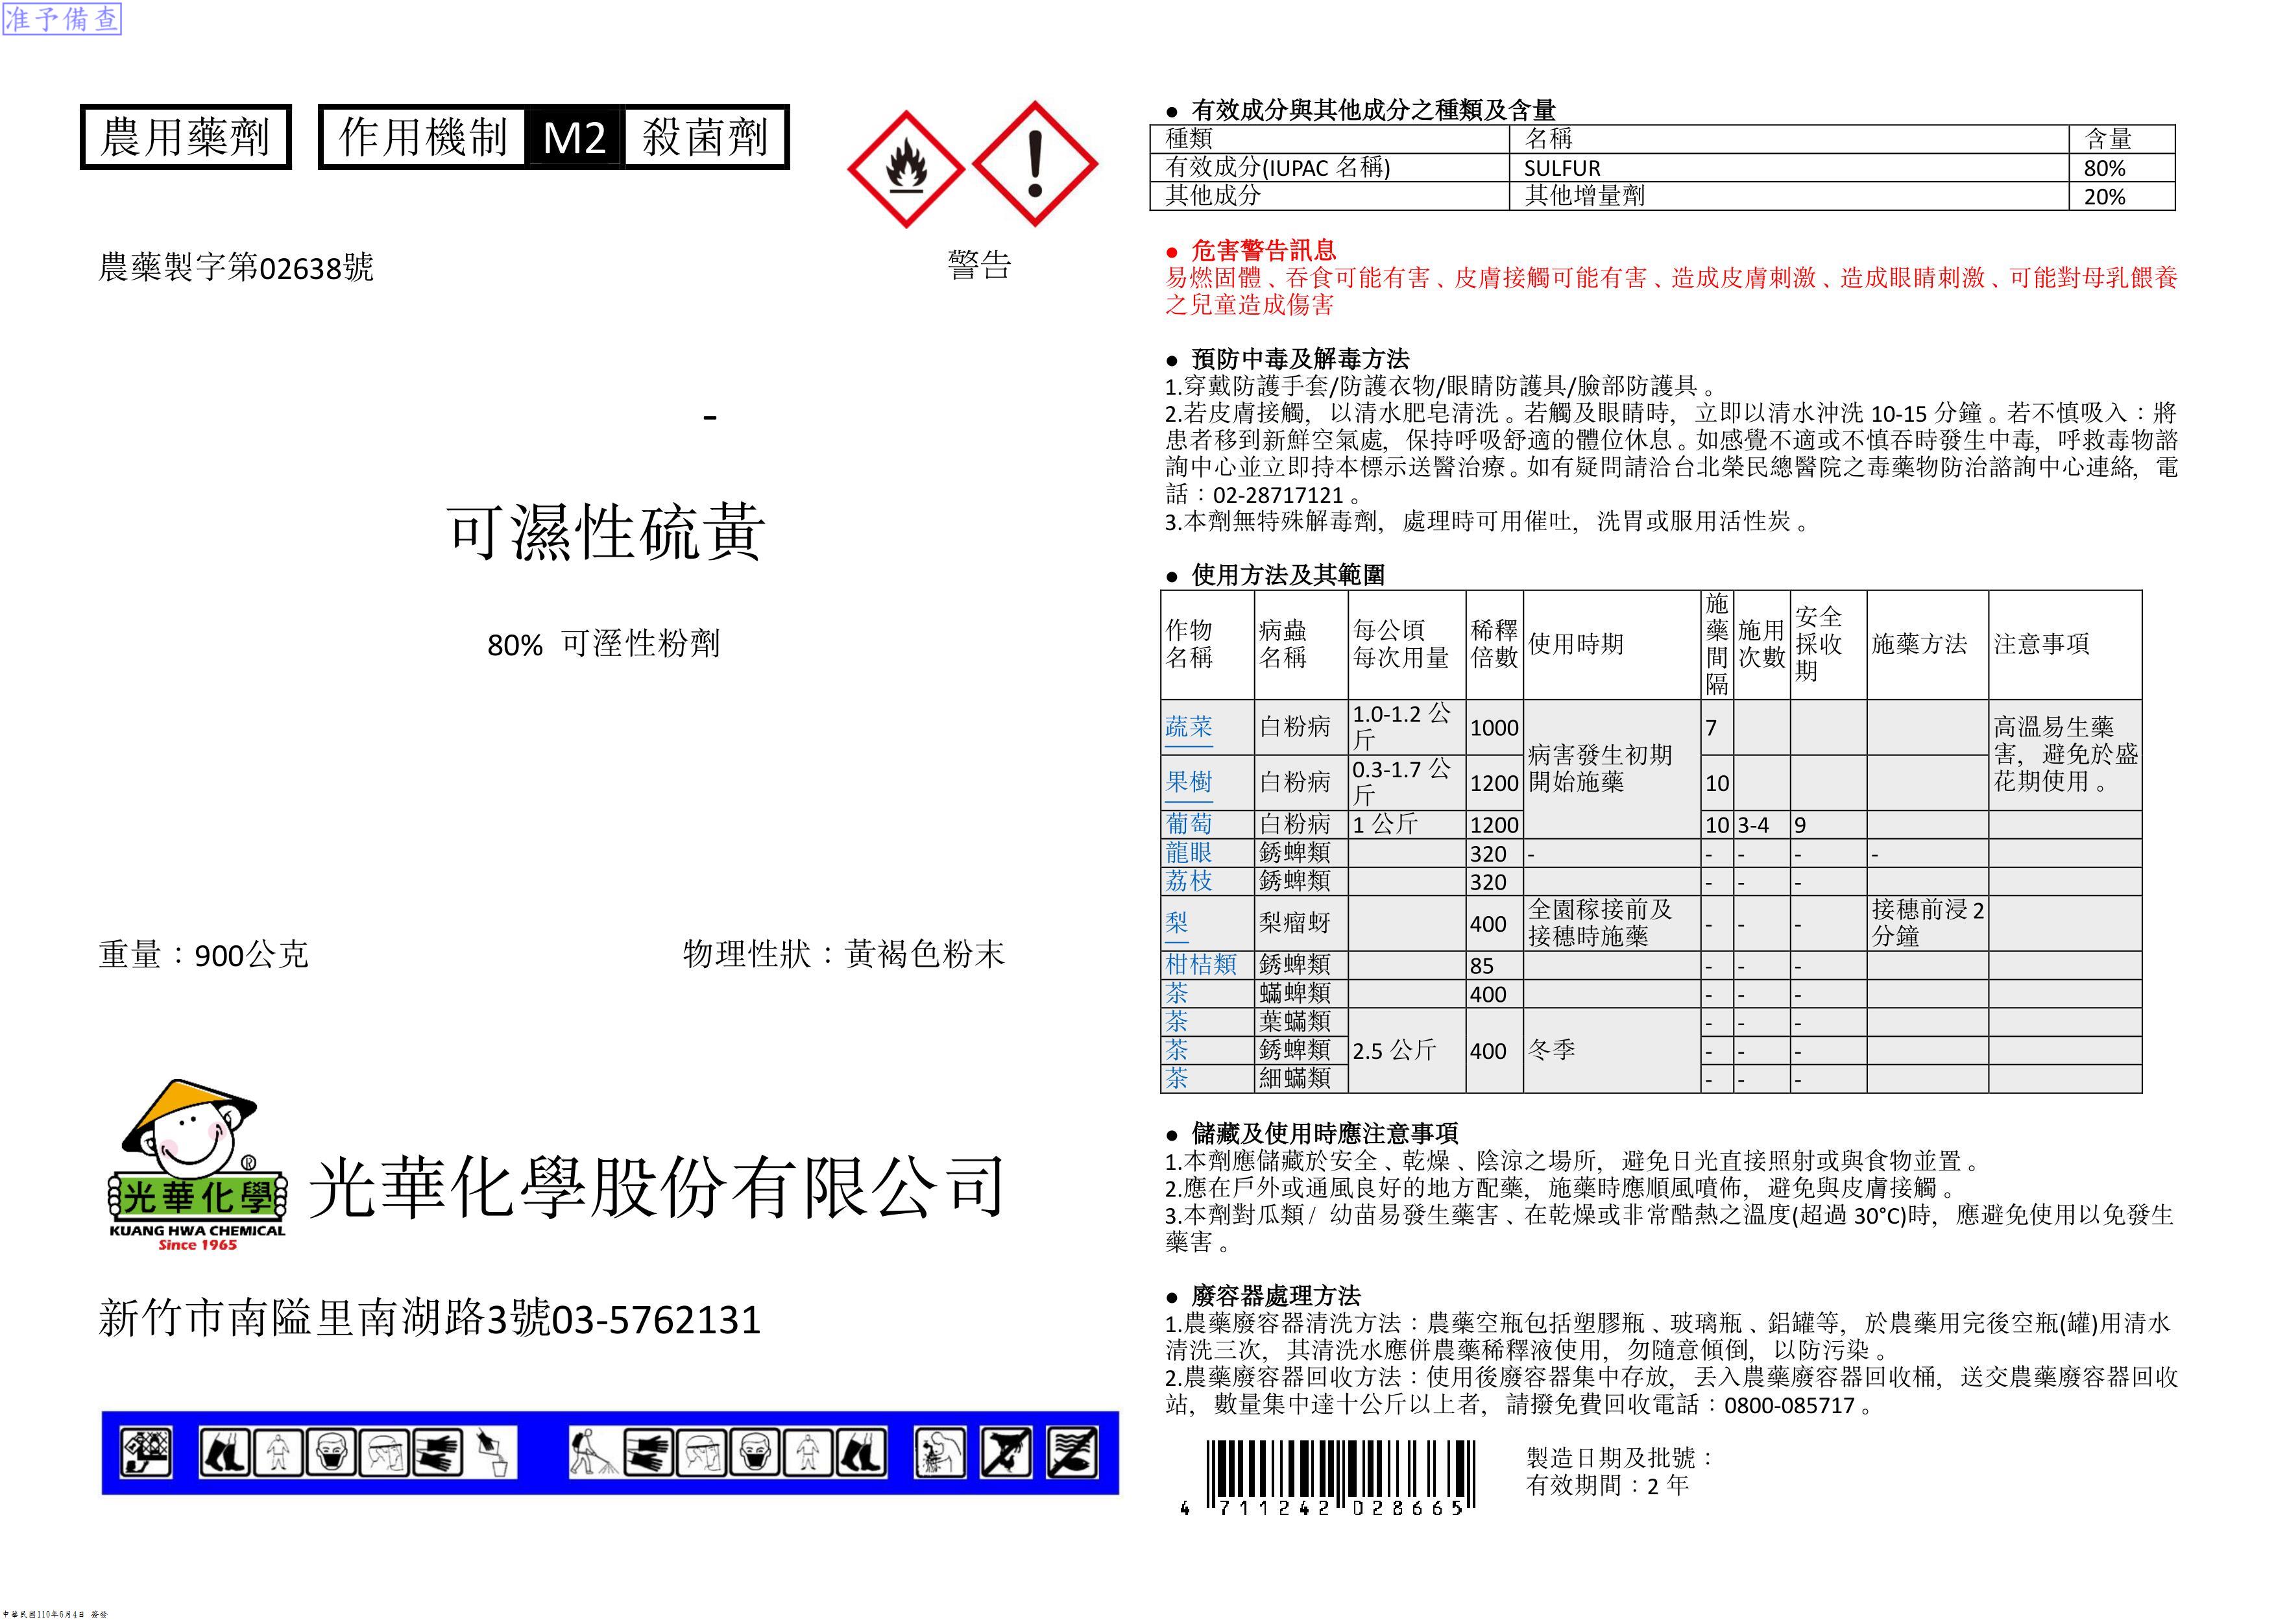 准予備查
農用藥劑 作用機制 M2 殺菌劑
農藥製字第02638號
警告
-
可濕性硫黃
80% 可溼性粉劑
重量：900公克 物理性狀：黃褐色粉末
®
光華化學
KUANG HWA CHEMICAL
Since 1965
光華化學股份有限公司
新竹市南隘里南湖路3號03-5762131
● 有效成分與其他成分之種類及含量
種類 名稱 含量
有效成分(IUPAC 名稱) SULFUR 80%
其他成分 其他增量劑 20%
● 危害警告訊息
易燃固體、吞食可能有害、皮膚接觸可能有害、造成皮膚刺激、造成眼睛刺激、可能對母乳餵養
之兒童造成傷害
● 預防中毒及解毒方法
1.穿戴防護手套/防護衣物/眼睛防護具/臉部防護具。
2.若皮膚接觸，以清水肥皂清洗。若觸及眼睛時，立即以清水沖洗 10-15 分鐘。若不慎吸入：將
患者移到新鮮空氣處，保持呼吸舒適的體位休息。如感覺不適或不慎吞時發生中毒，呼救毒物諮
詢中心並立即持本標示送醫治療。如有疑問請洽台北榮民總醫院之毒藥物防治諮詢中心連絡，電
話：02-28717121。
3.本劑無特殊解毒劑，處理時可用催吐，洗胃或服用活性炭。
● 使用方法及其範圍
作物名稱 病蟲名稱 每公頃每次用量 稀釋倍數 使用時期 施藥間隔 施用次數 安全採收期 施藥方法 注意事項
蔬菜 白粉病 1.0-1.2 公斤 1000 病害發生初期開始施藥 7 高溫易生藥害，避免於盛花期使用。
果樹 白粉病 0.3-1.7 公斤 1200 10
葡萄 白粉病 1 公斤 1200 10 3-4 9
龍眼 銹蜱類 320 - - - - -
荔枝 銹蜱類 320 - - -
梨 梨瘤蚜 400 全園稼接前及接穗時施藥 - - - 接穗前浸 2 分鐘
柑桔類 銹蜱類 85 - - -
茶 蟎蜱類 400 - - -
茶 葉蟎類 - - -
茶 銹蜱類 2.5 公斤 400 冬季 - - -
茶 細蟎類 - - -
● 儲藏及使用時應注意事項
1.本劑應儲藏於安全、乾燥、陰涼之場所，避免日光直接照射或與食物並置。
2.應在戶外或通風良好的地方配藥，施藥時應順風噴佈，避免與皮膚接觸。
3.本劑對瓜類/ 幼苗易發生藥害、在乾燥或非常酷熱之溫度(超過 30°C)時，應避免使用以免發生
藥害。
● 廢容器處理方法
1.農藥廢容器清洗方法：農藥空瓶包括塑膠瓶、玻璃瓶、鋁罐等，於農藥用完後空瓶(罐)用清水
清洗三次，其清洗水應併農藥稀釋液使用，勿隨意傾倒，以防污染。
2.農藥廢容器回收方法：使用後廢容器集中存放，丟入農藥廢容器回收桶，送交農藥廢容器回收
站，數量集中達十公斤以上者，請撥免費回收電話：0800-085717。
製造日期及批號：
有效期間：2 年
4 711242 028665
中華民國110年6月4日 簽發